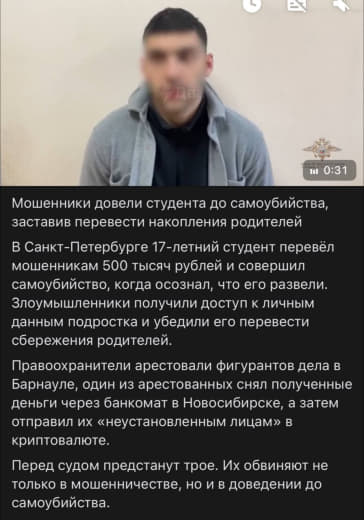 0:31
Мошенники довели студента до самоубийства,
заставив перевести накопления родителей
В Санкт-Петербурге 17-летний студент перевёл
мошенникам 500 тысяч рублей и совершил
самоубийство, когда осознал, что его развели.
Злоумышленники получили доступ к личным
данным подростка и убедили его перевести
сбережения родителей.
Правоохранители арестовали фигурантов дела в
Барнауле, один из арестованных снял полученные
деньги через банкомат в Новосибирске, а затем
отправил их «неустановленным лицам» в
криптовалюте.
Перед судом предстанут трое. Их обвиняют не
только в мошенничестве, но и в доведении до
самоубийства.